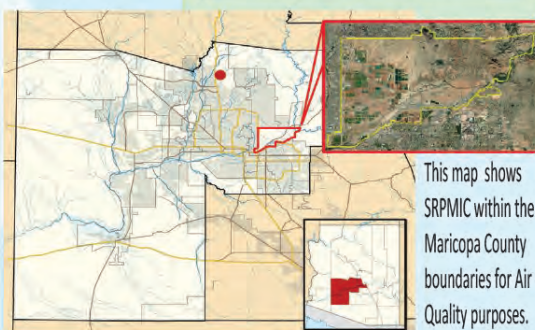 This map shows
SRPMIC within the
Maricopa County
boundaries for Air
Quality purposes.